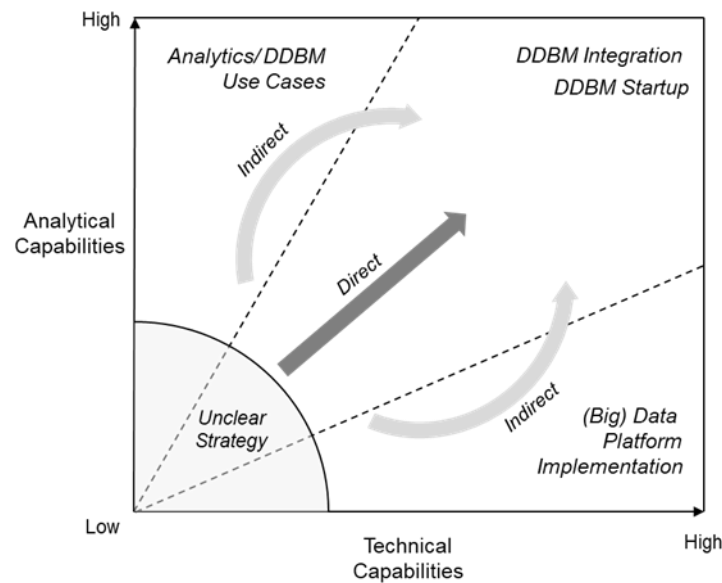 High
Analytics/ DDBM
Use Cases
DDBM Integration
DDBM Startup
Indirect
Analytical
Capabilities
Direct
Unclear
Strategy
Indirect
(Big) Data
Platform
Implementation
Low
Technical
Capabilities
High